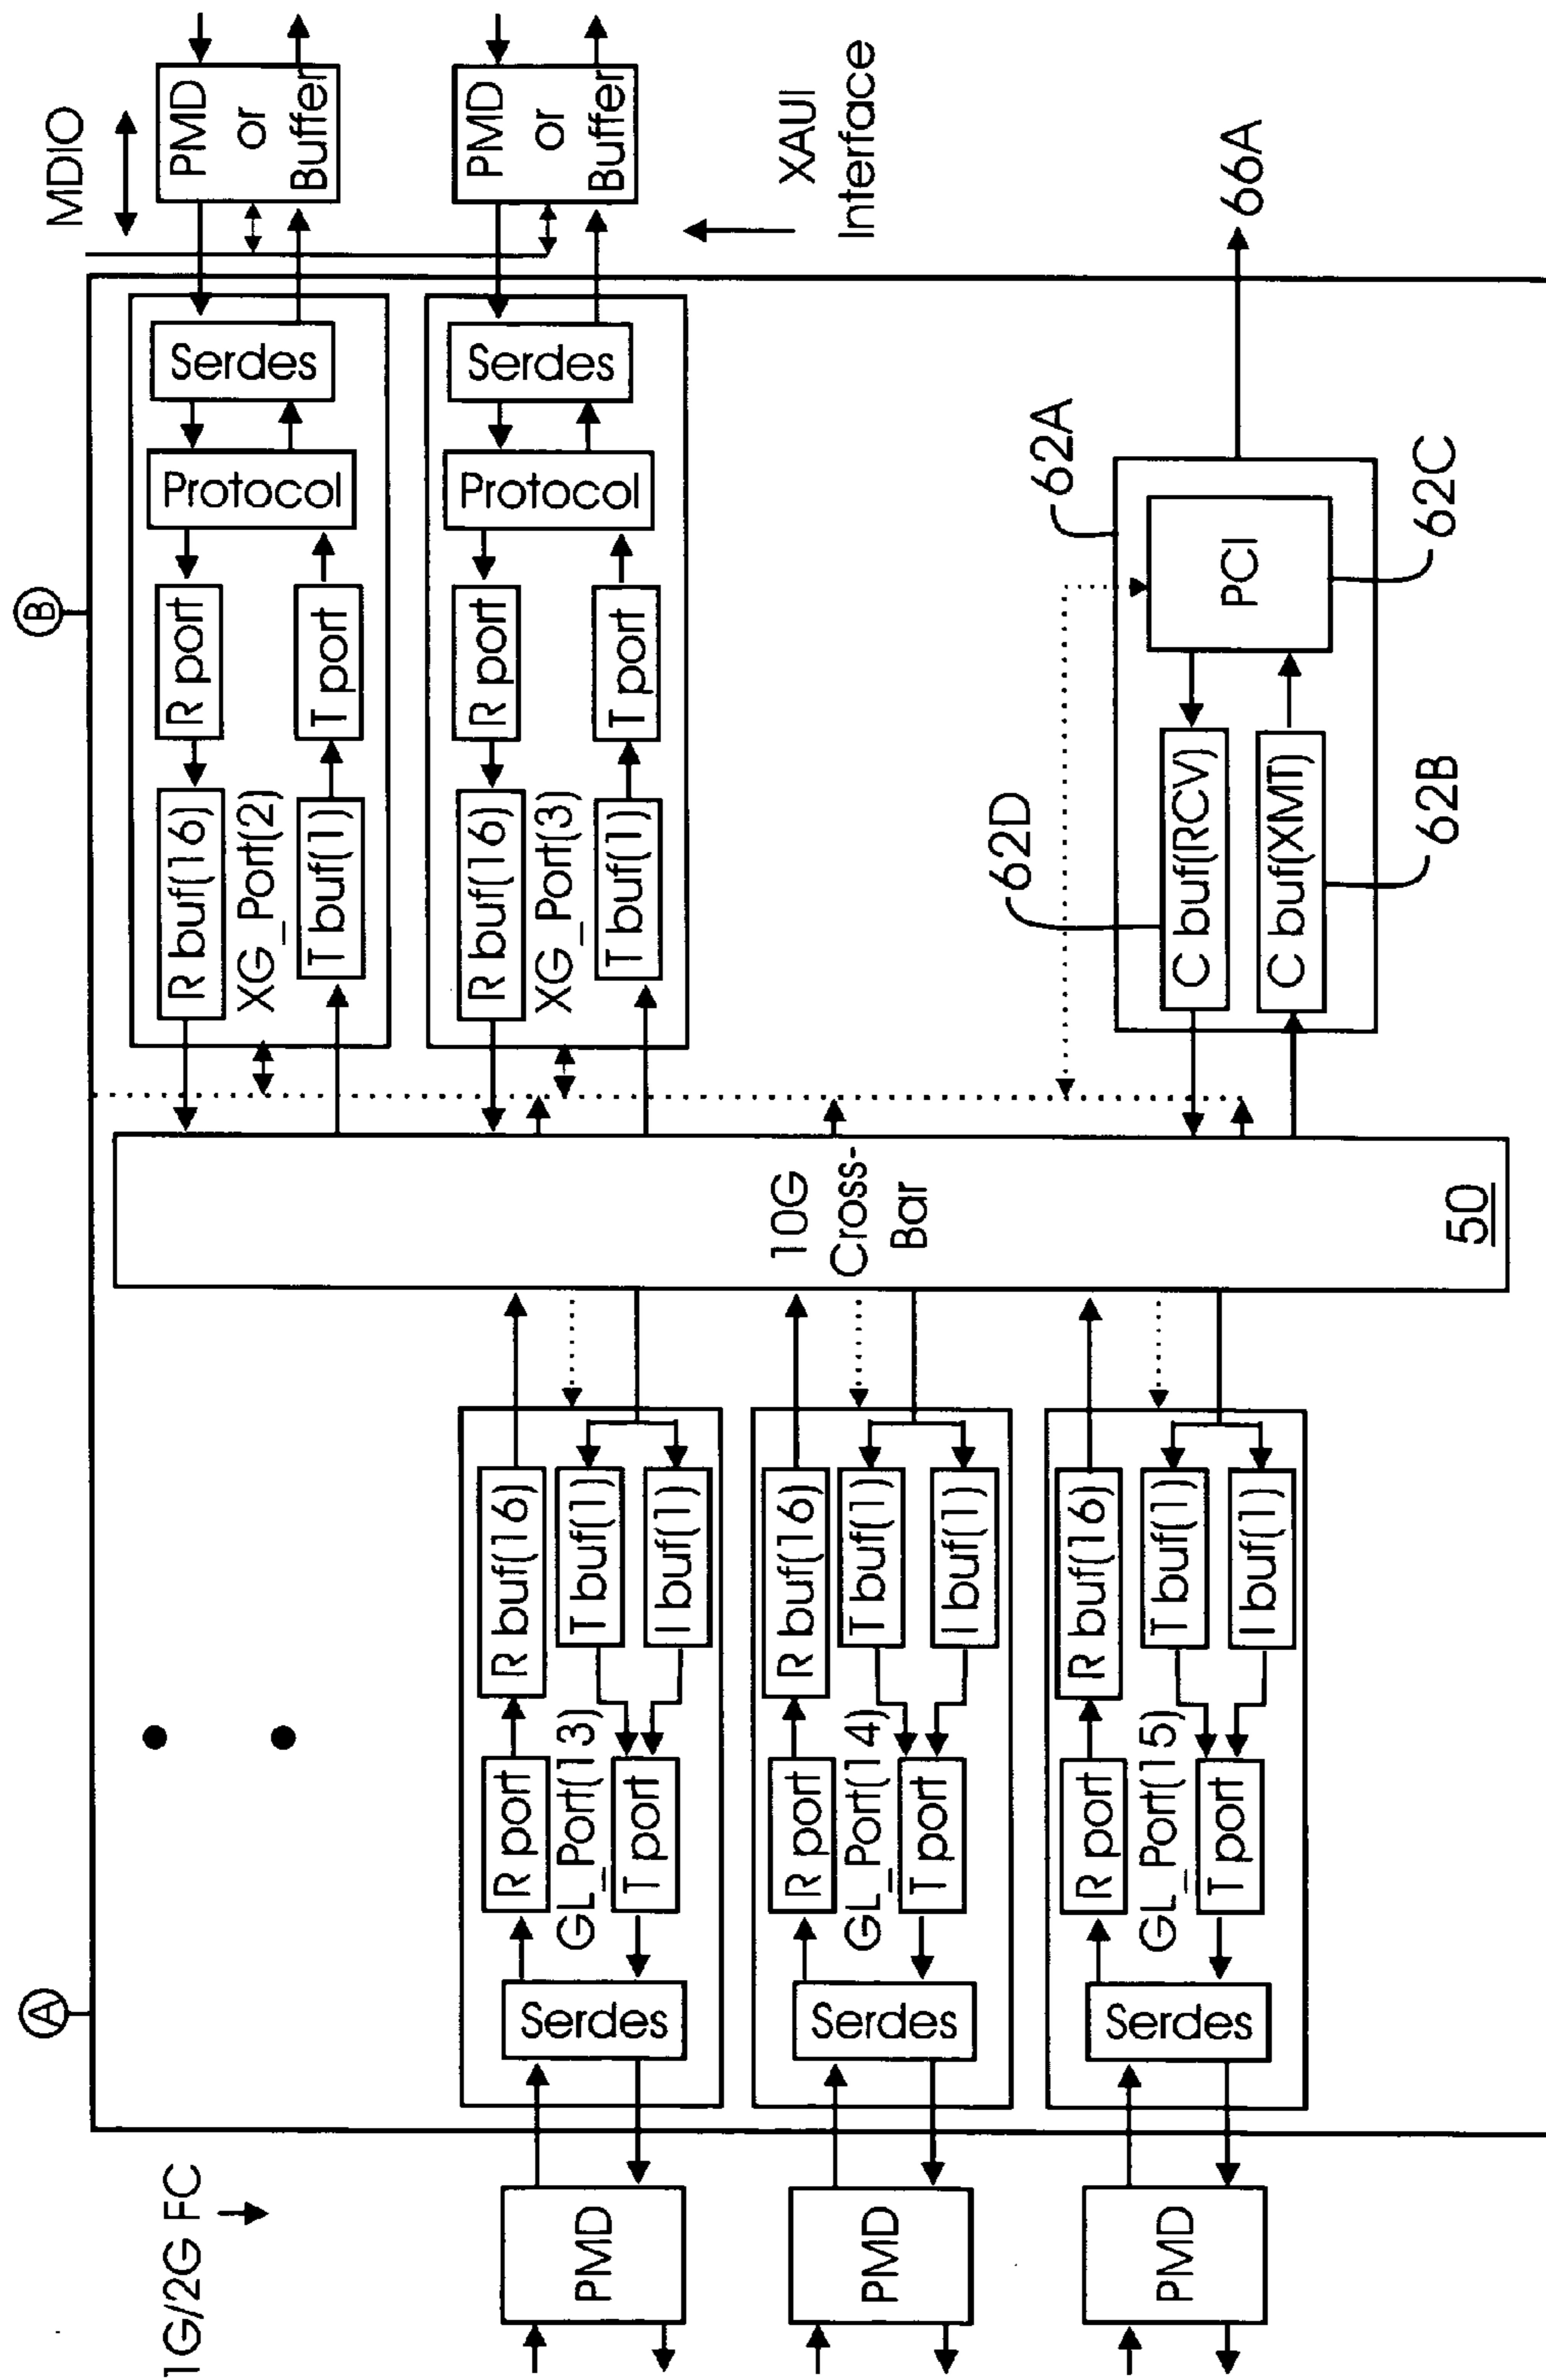 A
B
1G/2G FC
MDIO
PMD
Serdes
R port
R buf(16)
GL_Port(13)
T port
T buf(1)
I buf(1)
PMD
Serdes
R port
R buf(16)
GL_Port(14)
T port
T buf(1)
I buf(1)
PMD
Serdes
R port
R buf(16)
GL_Port(15)
T port
T buf(1)
I buf(1)
10G
Cross-
Bar
50
R buf(16)
R port
XG_Port(2)
T buf(1)
T port
Protocol
Serdes
PMD
or
Buffer
R buf(16)
R port
XG_Port(3)
T buf(1)
T port
Protocol
Serdes
PMD
or
Buffer
XAUI
Interface
62D
62A
C buf(RCV)
C buf(XMT)
PCI
62B
62C
66A